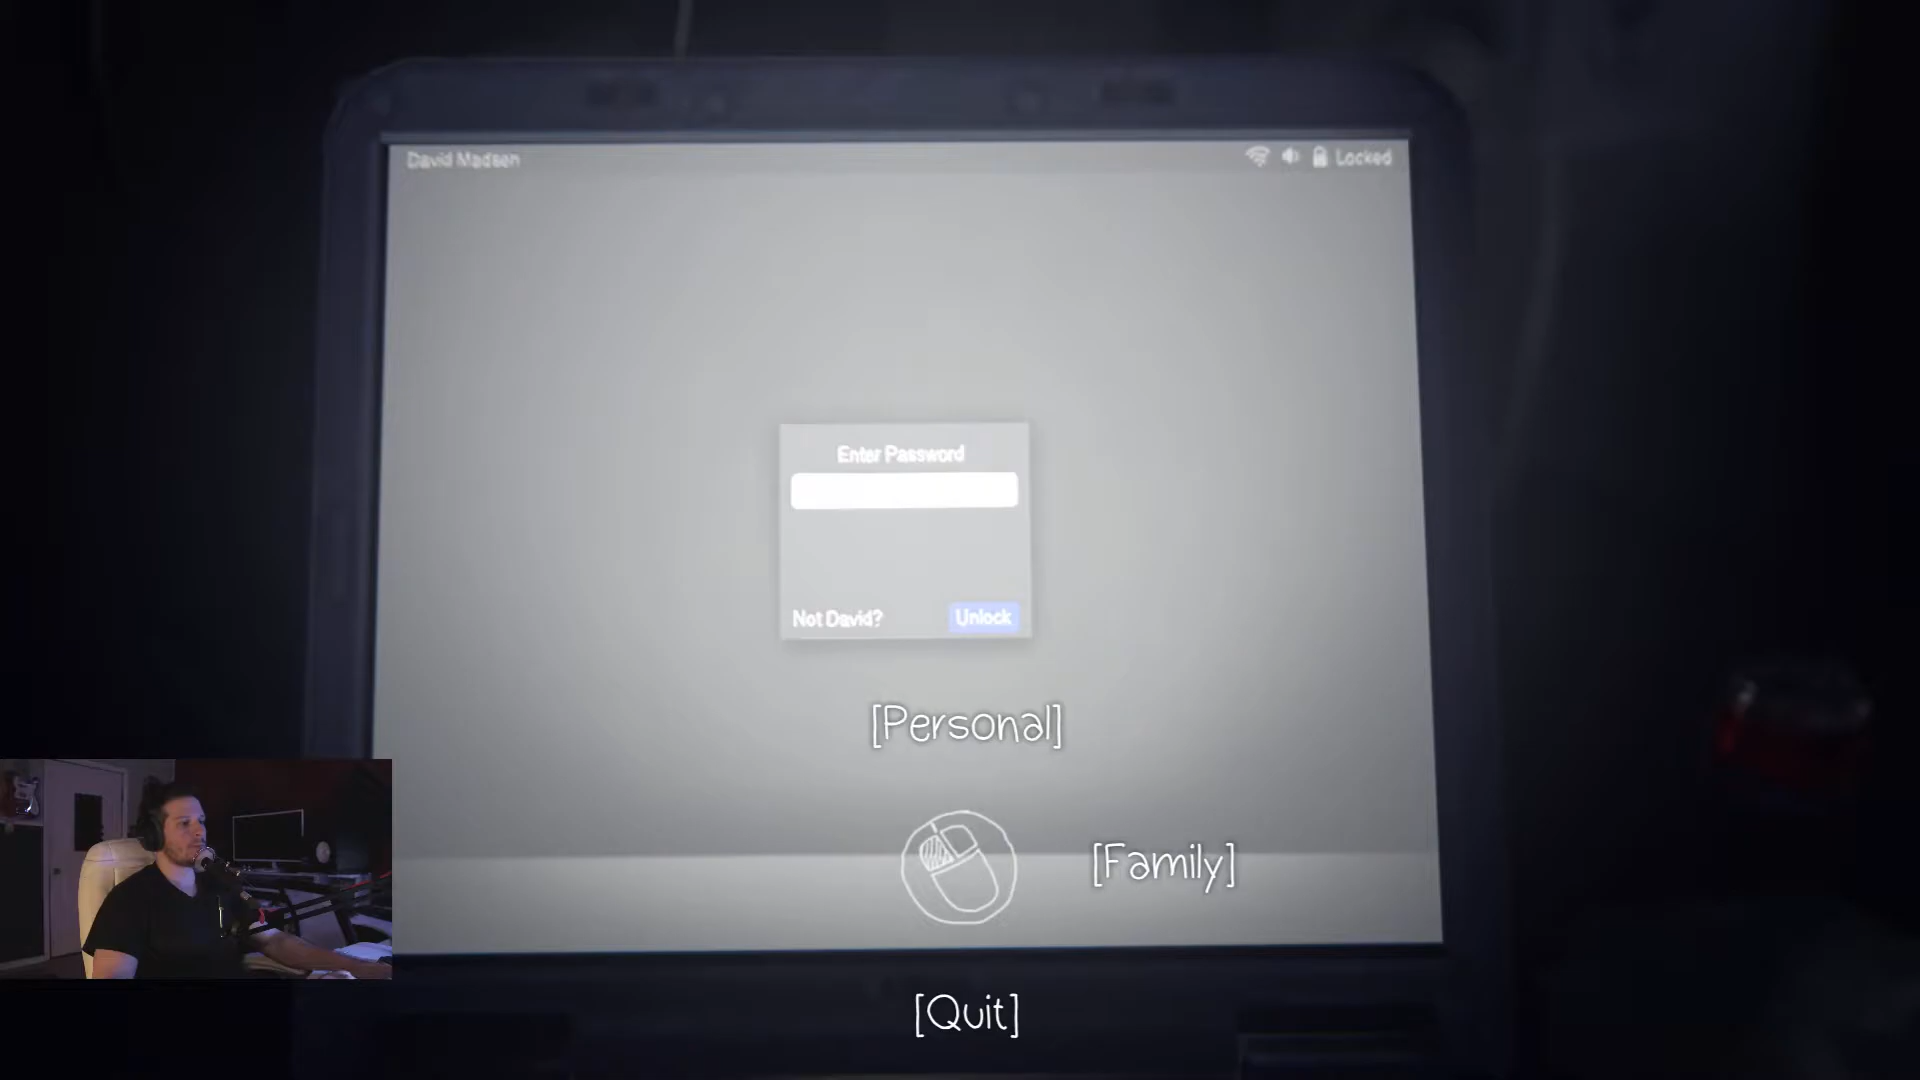 David Madsen
Locked
Enter Password
Not David?
Unlock
[Personal]
[Family]
[Quit]